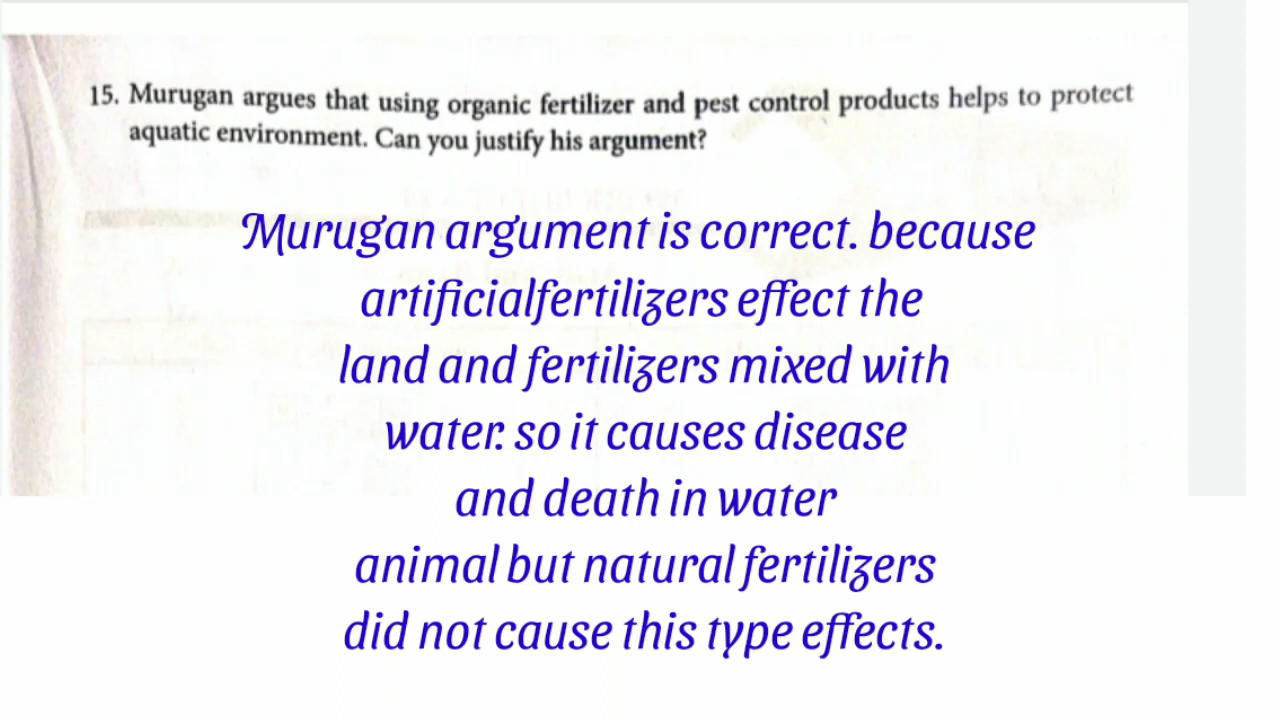 15. Murugan argues that using organic fertilizer and pest control products helps to protect
aquatic environment. Can you justify his argument?
Murugan argument is correct. because
artificialfertilizers effect the
land and fertilizers mixed with
water. so it causes disease
and death in water
animal but natural fertilizers
did not cause this type effects.